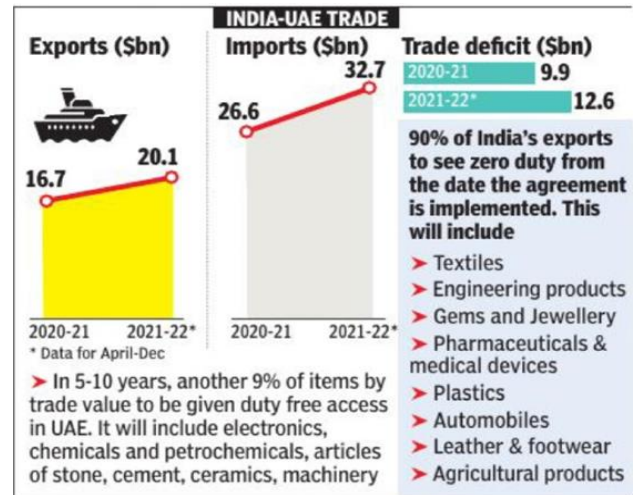 INDIA-UAE TRADE
Exports ($bn)
16.7
20.1
2020-21
2021-22*
* Data for April-Dec
Imports ($bn)
26.6
32.7
2020-21
2021-22*
Trade deficit ($bn)
2020-21
9.9
2021-22*
12.6
90% of India's exports
to see zero duty from
the date the agreement
is implemented. This
will include
➤ Textiles
➤ Engineering products
➤ Gems and Jewellery
➤ Pharmaceuticals &
medical devices
➤ Plastics
➤ Automobiles
➤ Leather & footwear
➤ Agricultural products
➤ In 5-10 years, another 9% of items by
trade value to be given duty free access
in UAE. It will include electronics,
chemicals and petrochemicals, articles
of stone, cement, ceramics, machinery